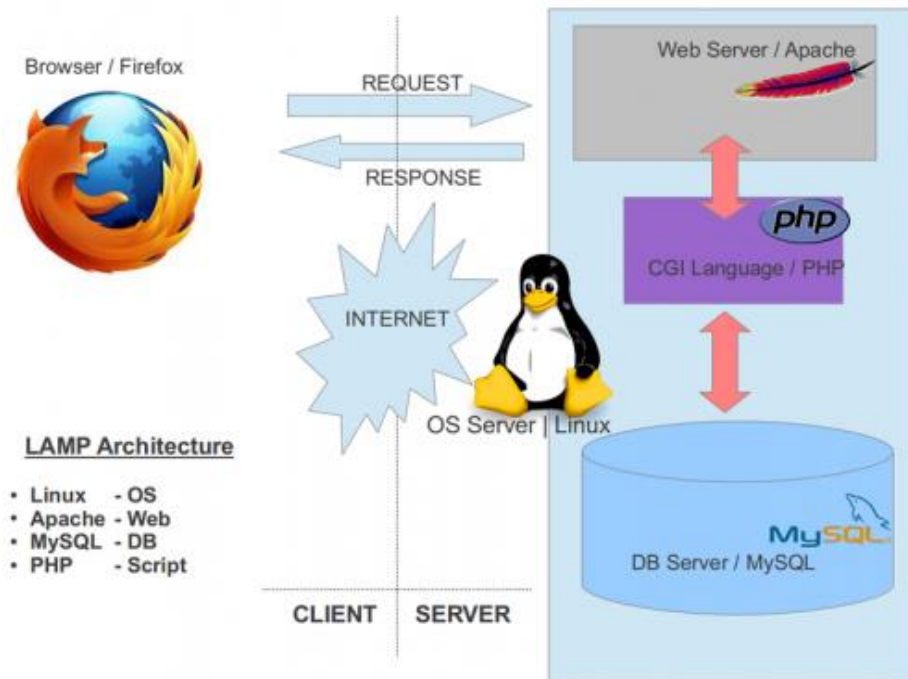 Browser / Firefox
REQUEST
RESPONSE
Web Server / Apache
php
CGI Language / PHP
INTERNET
OS Server | Linux
LAMP Architecture
• Linux - OS
• Apache - Web
• MySQL - DB
• PHP - Script
MySQL
DB Server / MySQL
CLIENT SERVER